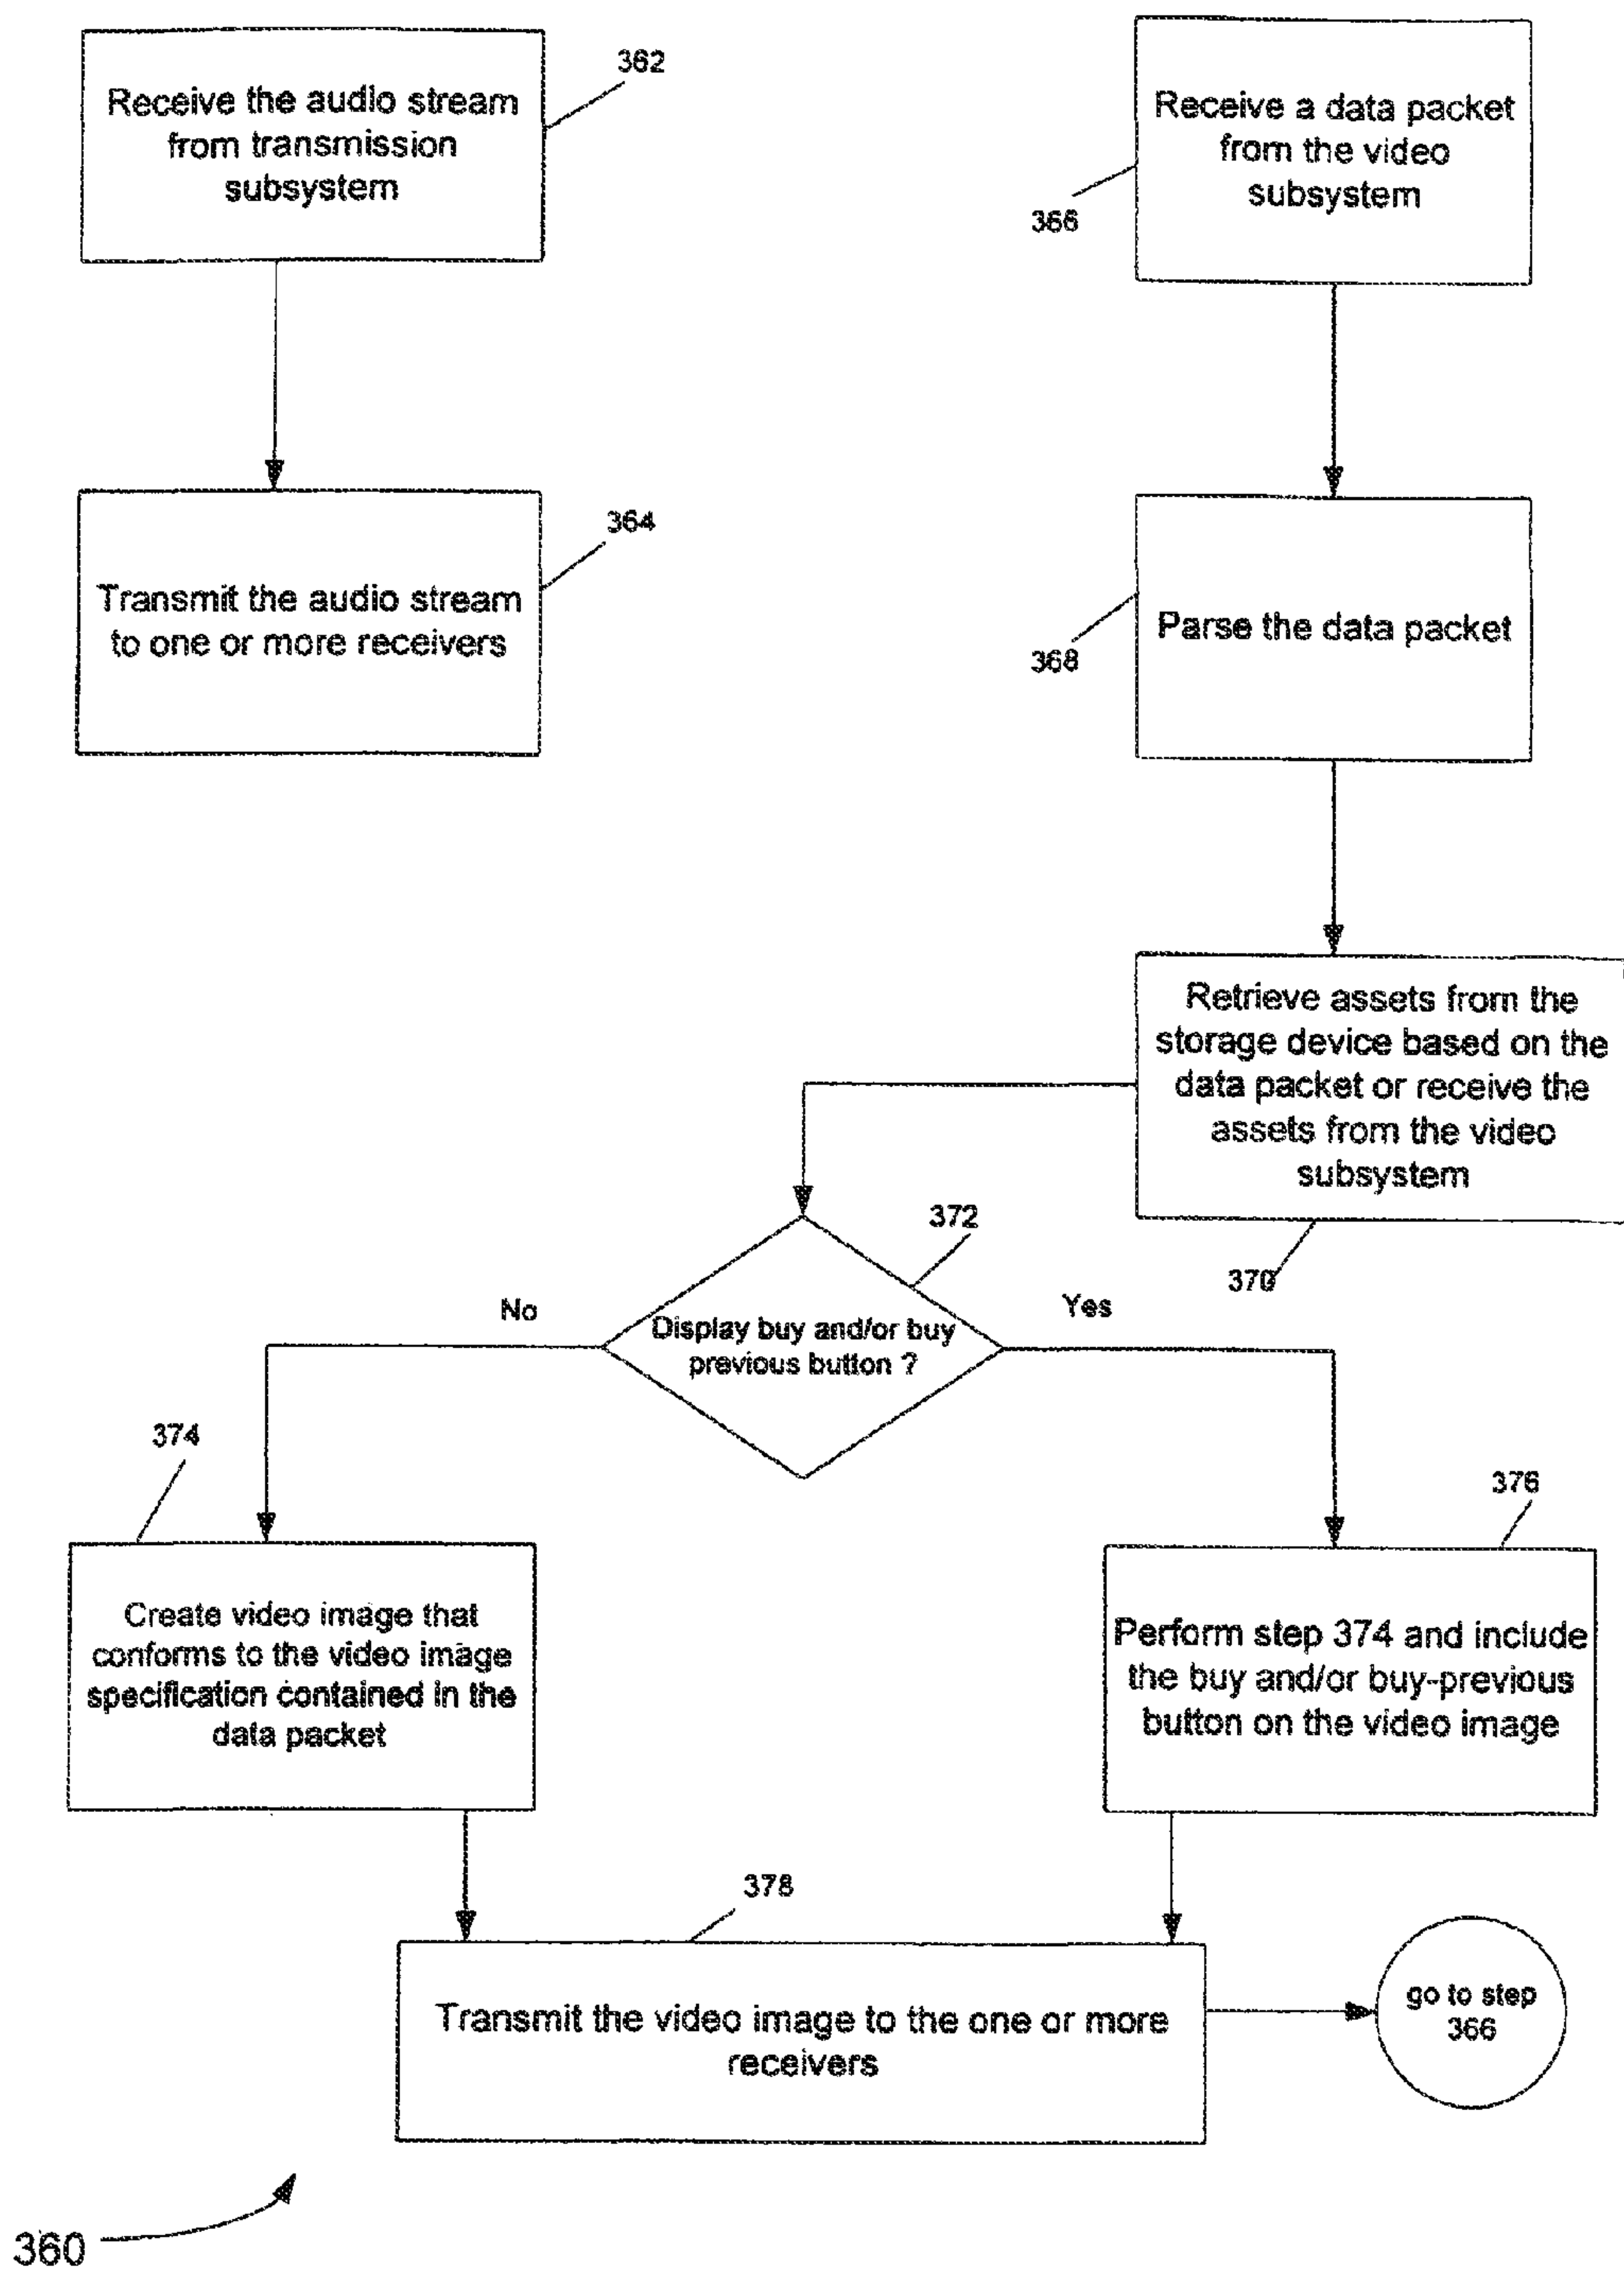 Receive the audio stream
from transmission
subsystem
362
Receive a data packet
from the video
subsystem
366
Transmit the audio stream
to one or more receivers
364
Parse the data packet
368
Retrieve assets from the
storage device based on the
data packet or receive the
assets from the video
subsystem
370
372
Display buy and/or buy
previous button ?
No
Yes
374
Create video image that
conforms to the video image
specification contained in the
data packet
376
Perform step 374 and include
the buy and/or buy-previous
button on the video image
378
Transmit the video image to the one or more
receivers
go to step
366
360